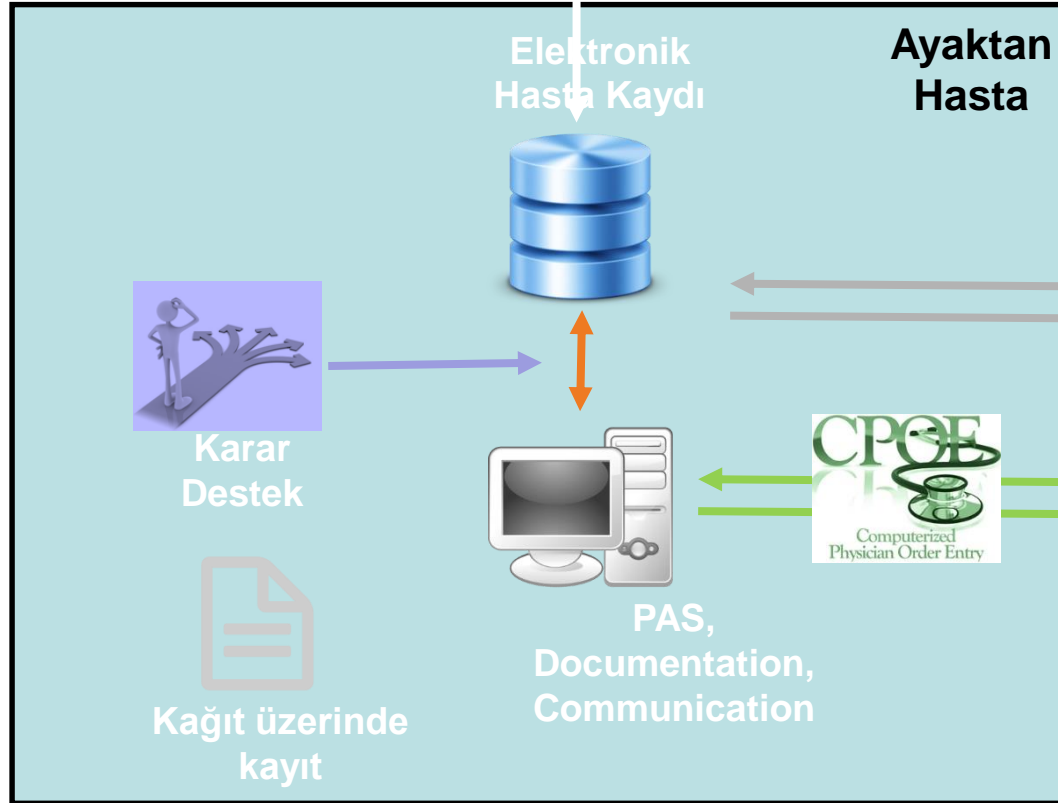 Elektronik
Hasta Kaydı
Ayaktan
Hasta
Karar
Destek
CPOE
Computerized
Physician Order Entry
PAS,
Documentation,
Communication
Kağıt üzerinde
kayıt